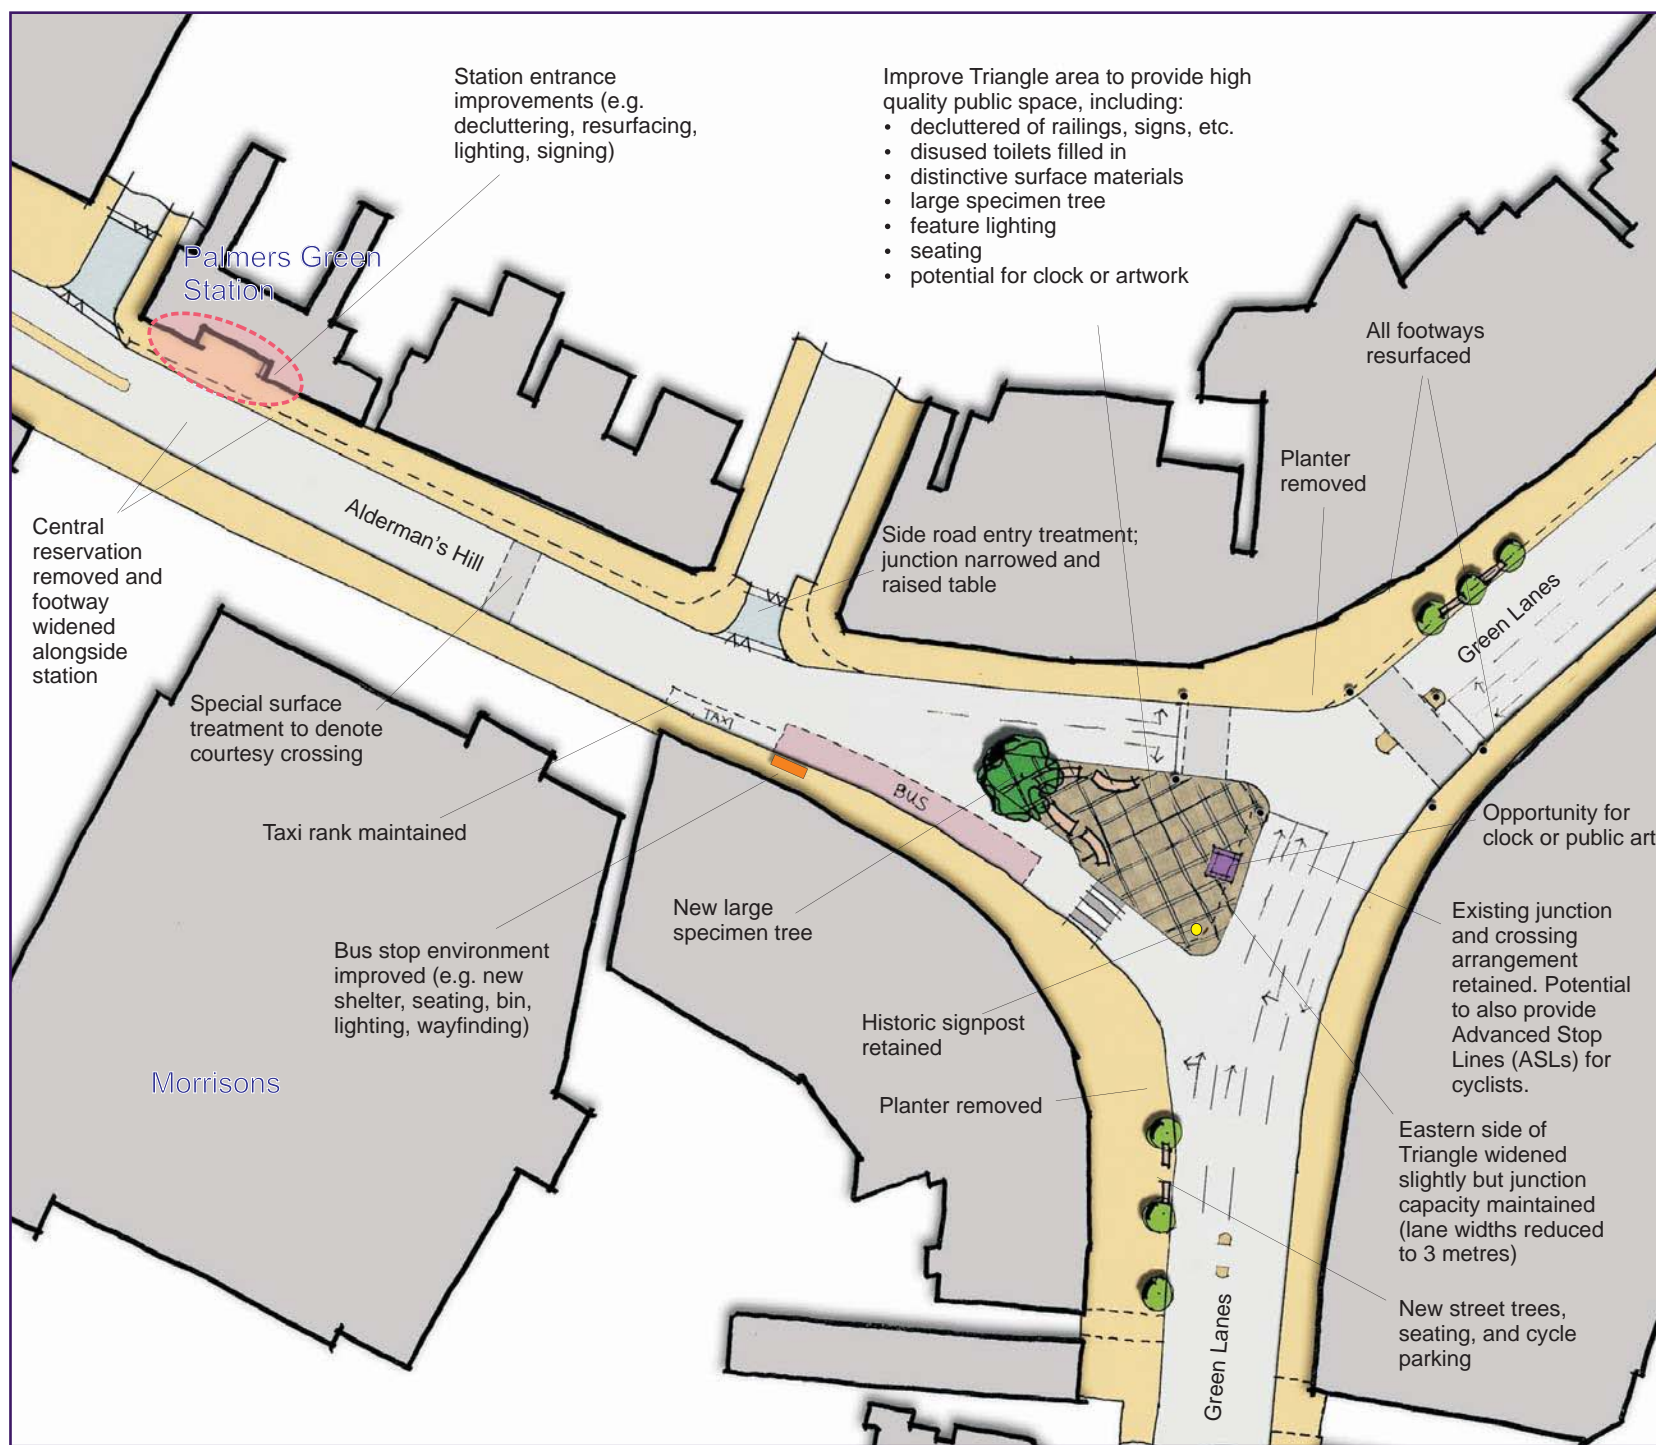 Station entrance
improvements (e.g.
decluttering, resurfacing,
lighting, signing)
Improve Triangle area to provide high
quality public space, including:
• decluttered of railings, signs, etc.
• disused toilets filled in
• distinctive surface materials
• large specimen tree
• feature lighting
• seating
• potential for clock or artwork
Palmers Green
Station
All footways
resurfaced
Planter
removed
Central
reservation
removed and
footway
widened
alongside
station
Alderman's Hill
Side road entry treatment;
junction narrowed and
raised table
Green Lanes
Special surface
treatment to denote
courtesy crossing
TAXI
BUS
Taxi rank maintained
Opportunity for
clock or public art
New large
specimen tree
Existing junction
and crossing
arrangement
retained. Potential
to also provide
Advanced Stop
Lines (ASLs) for
cyclists.
Bus stop environment
improved (e.g. new
shelter, seating, bin,
lighting, wayfinding)
Historic signpost
retained
Morrisons
Planter removed
Eastern side of
Triangle widened
slightly but junction
capacity maintained
(lane widths reduced
to 3 metres)
New street trees,
seating, and cycle
parking
Green Lanes